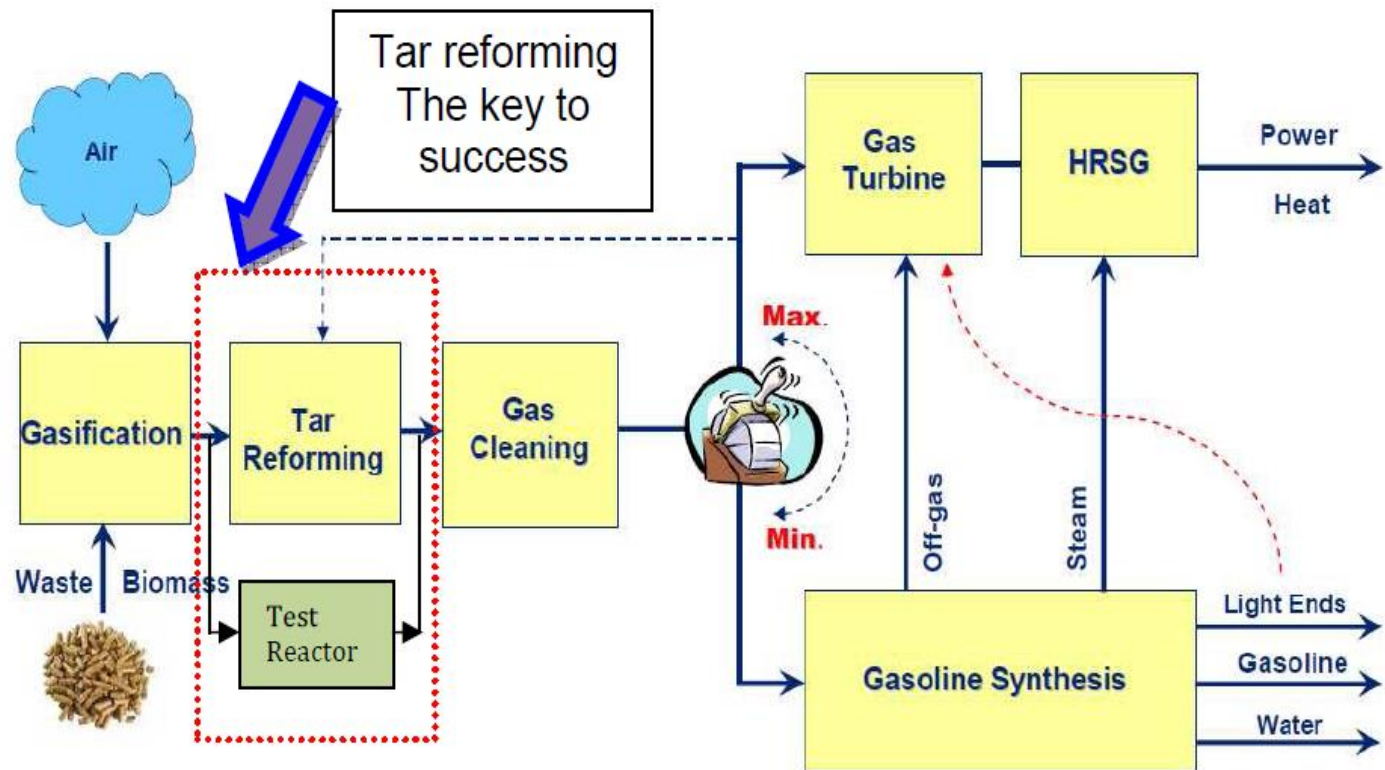 Tar reforming
The key to
success
Air
Gas
Turbine
HRSG
Power
Heat
Max.
Gasification
Tar
Reforming
Gas
Cleaning
Min.
Off-gas
Steam
Waste
Biomass
Test
Reactor
Gasoline Synthesis
Light Ends
Gasoline
Water